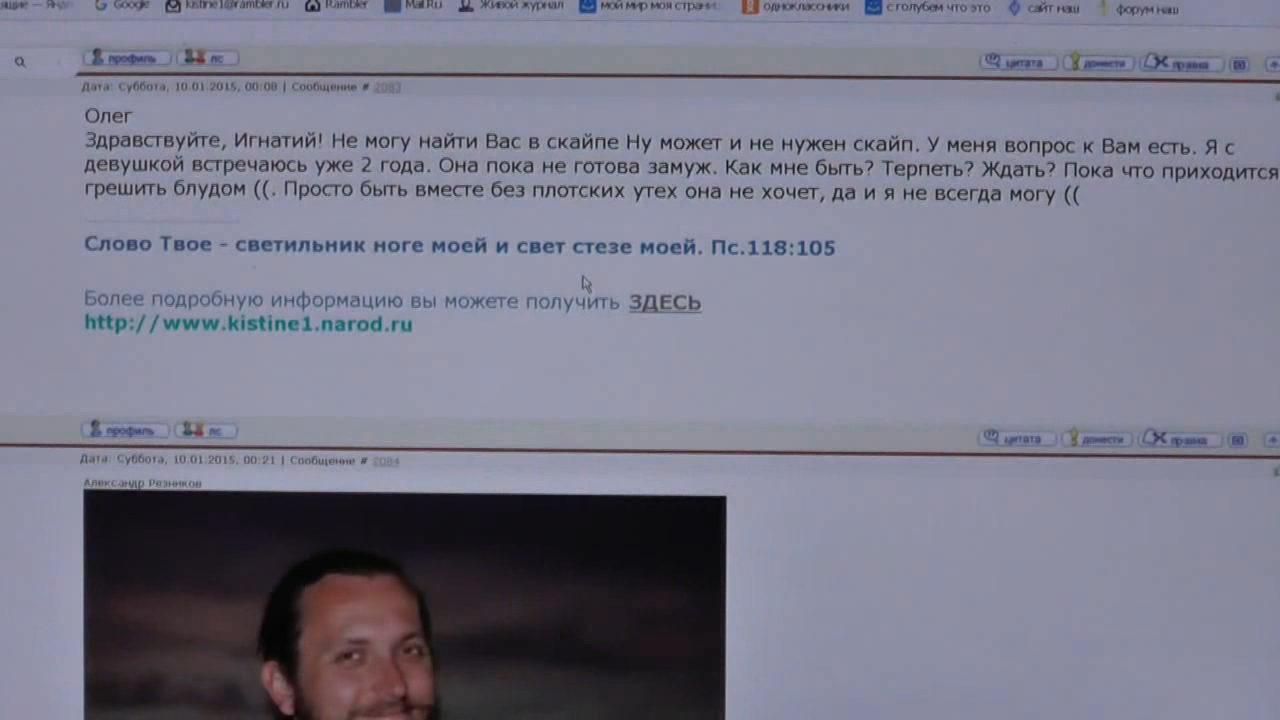 Google kistine1@rambler.ru Rambler Mail.Ru Живой журнал мой мир моя страни одноклассники с голубем что это сайт наш форум наш
профиль лс цитата донести правка
Дата: Суббота, 10.01.2015, 00:08 | Сообщение # 2083
Олег
Здравствуйте, Игнатий! Не могу найти Вас в скайпе Ну может и не нужен скайп. У меня вопрос к Вам есть. Я с
девушкой встречаюсь уже 2 года. Она пока не готова замуж. Как мне быть? Терпеть? Ждать? Пока что приходится
грешить блудом ((. Просто быть вместе без плотских утех она не хочет, да и я не всегда могу ((
Слово Твое - светильник ноге моей и свет стезе моей. Пс.118:105
Более подробную информацию вы можете получить ЗДЕСЬ
http://www.kistine1.narod.ru
профиль лс цитата донести правка
Дата: Суббота, 10.01.2015, 00:21 | Сообщение # 2084
Александр Резников